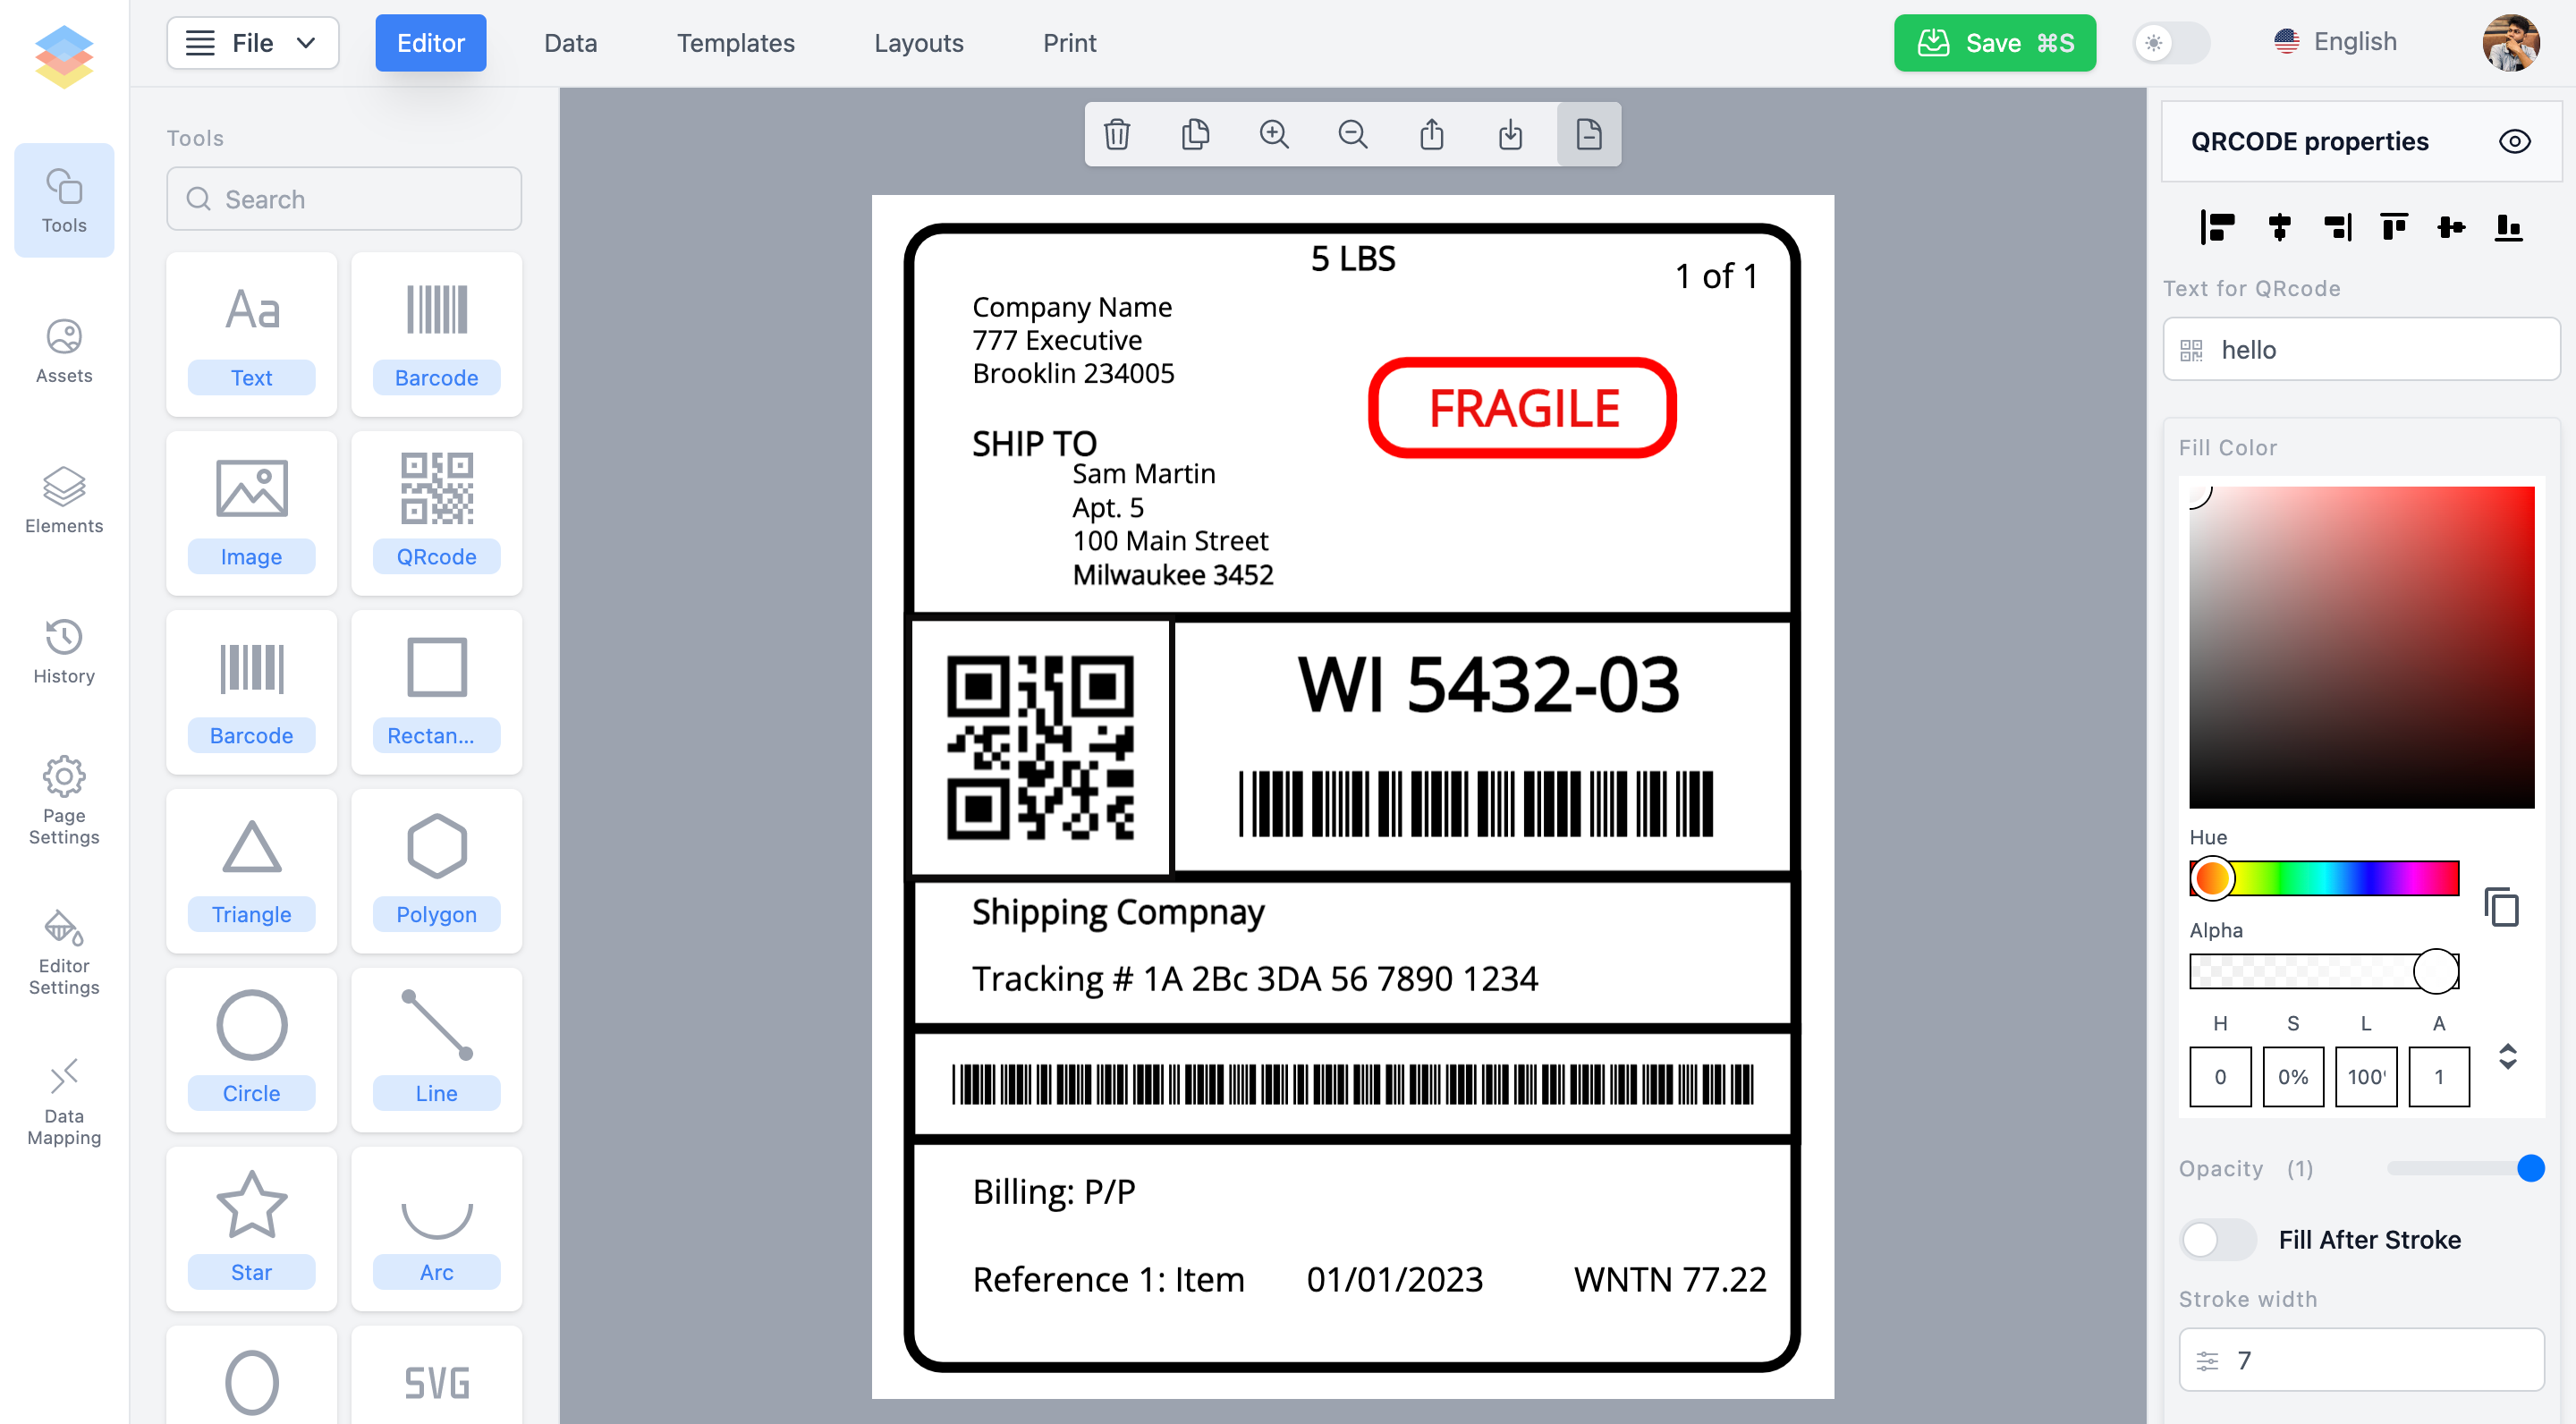 File
Editor
Data
Templates
Layouts
Print
Save ⌘S
English
Tools
Assets
Elements
History
Page
Settings
Editor
Settings
Data
Mapping
Tools
Search
Text
Barcode
Image
QRcode
Barcode
Rectan...
Triangle
Polygon
Circle
Line
Star
Arc
SVG
5 LBS
1 of 1
Company Name
777 Executive
Brooklin 234005
FRAGILE
SHIP TO
Sam Martin
Apt. 5
100 Main Street
Milwaukee 3452
WI 5432-03
Shipping Compnay
Tracking # 1A 2Bc 3DA 56 7890 1234
Billing: P/P
Reference 1: Item 01/01/2023 WNTN 77.22
QRCODE properties
Text for QRcode
hello
Fill Color
Hue
Alpha
H S L A
0 0% 100 1
Opacity (1)
Fill After Stroke
Stroke width
7